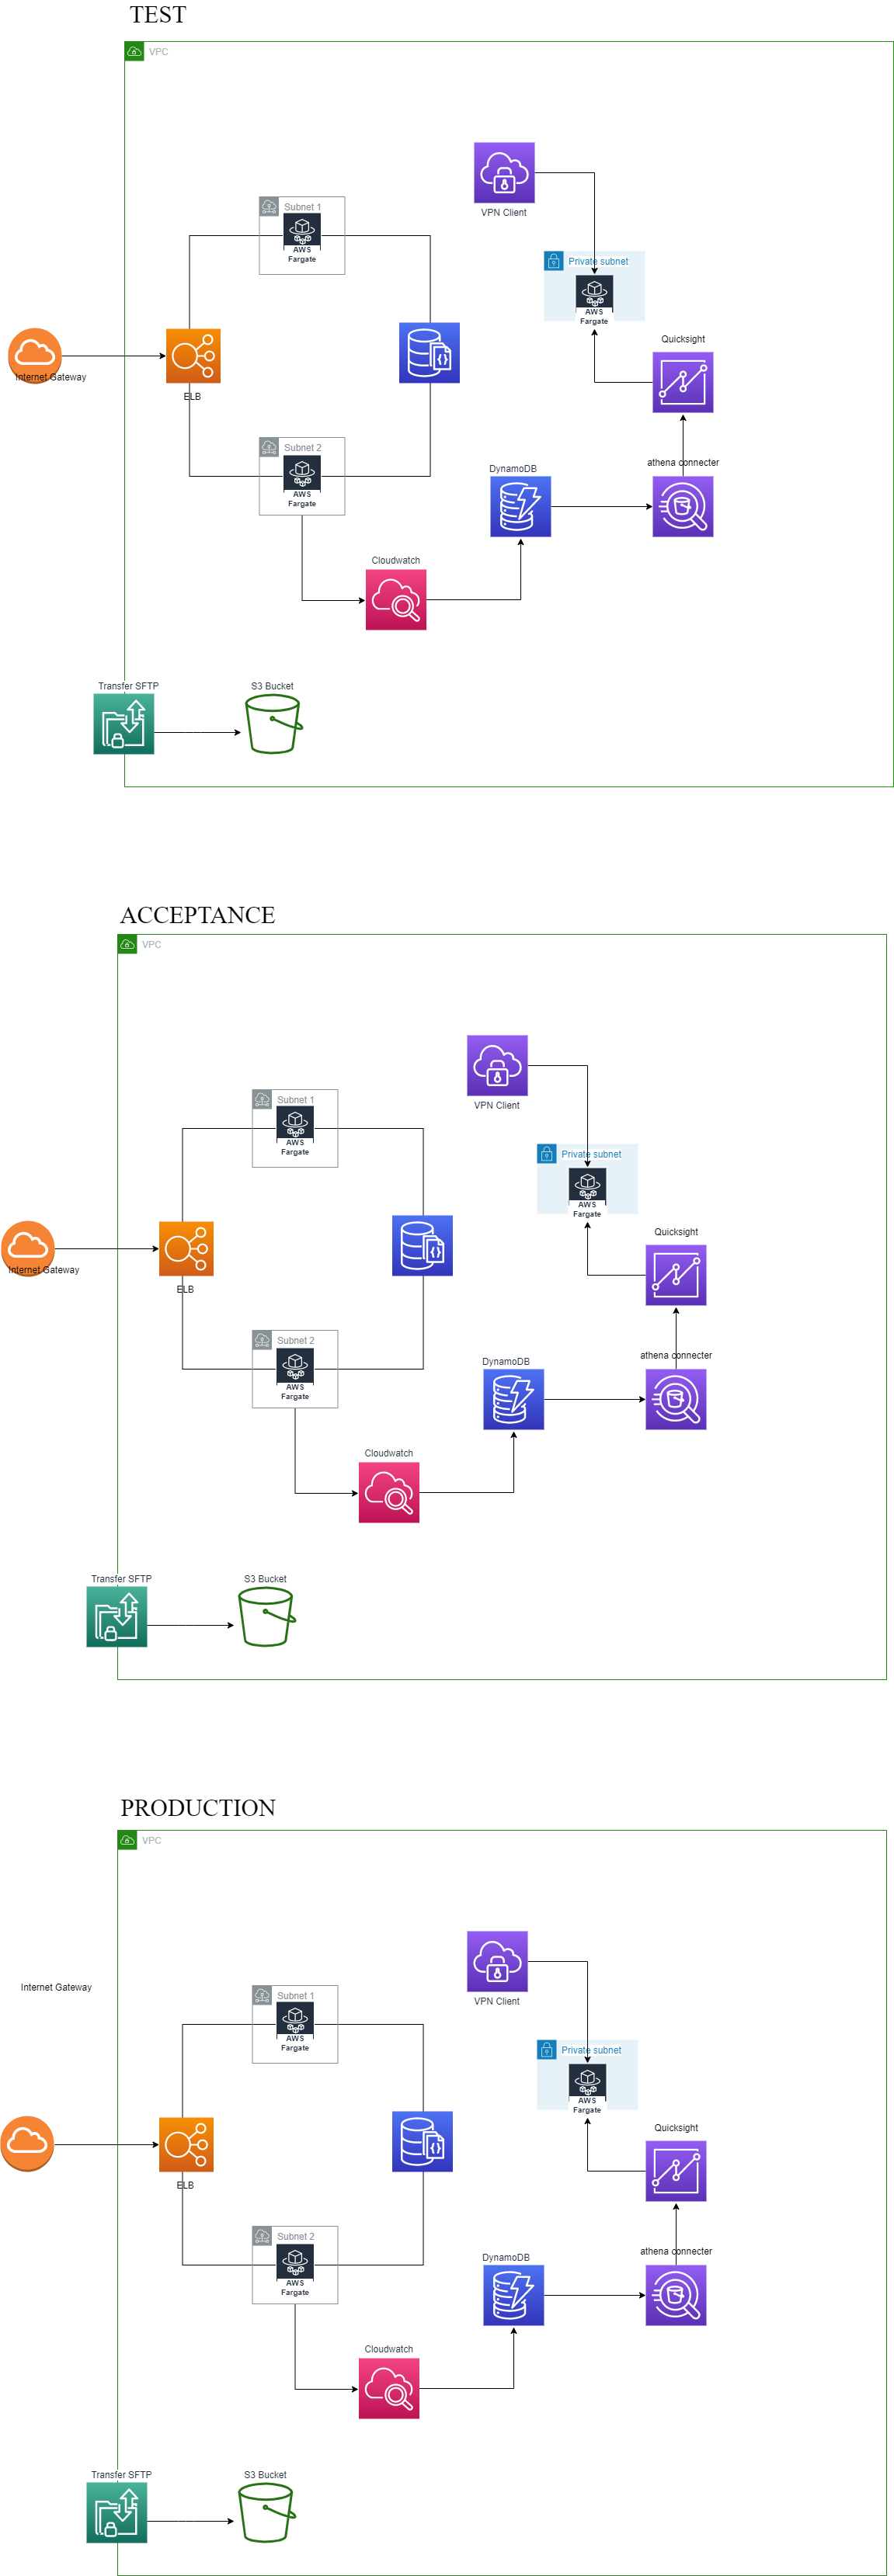 TEST
VPC
VPN Client
Subnet 1
AWS
Fargate
Private subnet
AWS
Fargate
Quicksight
Internet Gateway
ELB
Subnet 2
AWS
Fargate
athena connecter
DynamoDB
Cloudwatch
Transfer SFTP
S3 Bucket
ACCEPTANCE
VPC
VPN Client
Subnet 1
AWS
Fargate
Private subnet
AWS
Fargate
Quicksight
Internet Gateway
ELB
Subnet 2
AWS
Fargate
athena connecter
DynamoDB
Cloudwatch
Transfer SFTP
S3 Bucket
PRODUCTION
VPC
Internet Gateway
VPN Client
Subnet 1
AWS
Fargate
Private subnet
AWS
Fargate
Quicksight
ELB
Subnet 2
AWS
Fargate
athena connecter
DynamoDB
Cloudwatch
Transfer SFTP
S3 Bucket